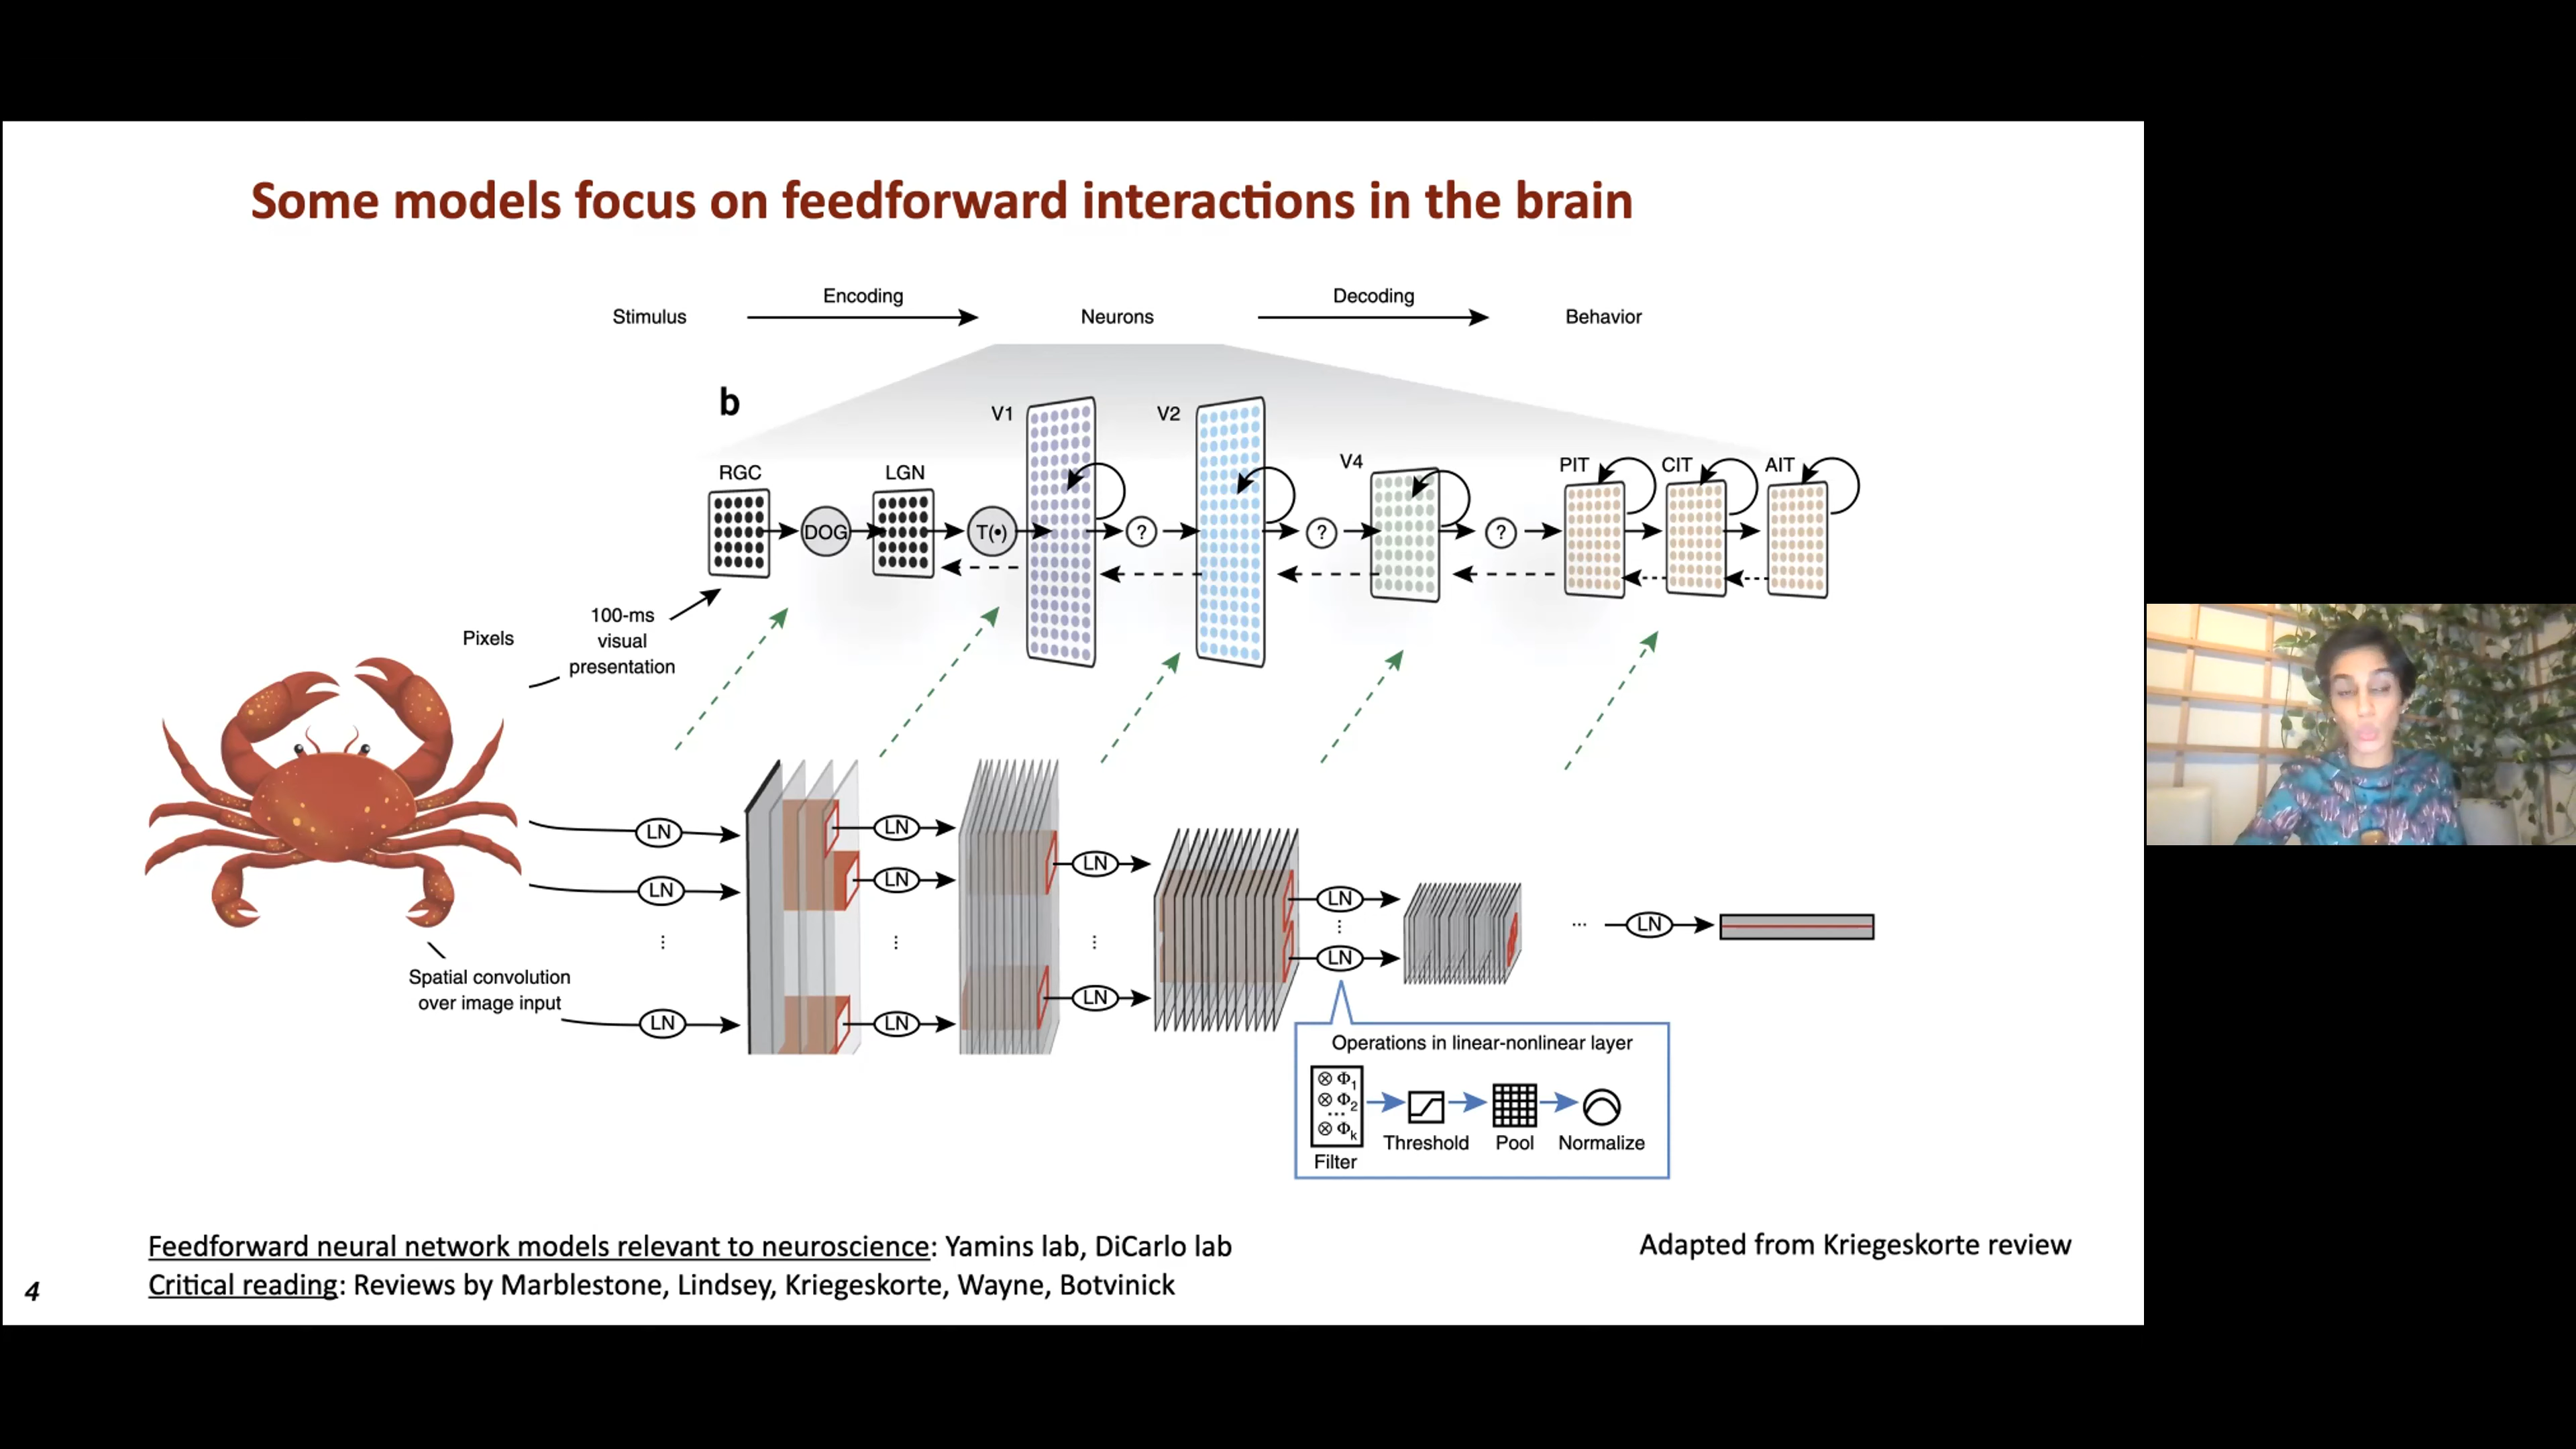 Some models focus on feedforward interactions in the brain
Stimulus
Encoding
Neurons
Decoding
Behavior
b
RGC
DOG
LGN
T(•)
V1
?
V2
?
V4
?
PIT
CIT
AIT
Pixels
100-ms
visual
presentation
Spatial convolution
over image input
LN
LN
⋮
LN
LN
LN
⋮
LN
LN
⋮
LN
LN
⋮
LN
...
LN
Operations in linear-nonlinear layer
⊗ Φ1
⊗ Φ2
...
⊗ Φk
Filter
Threshold
Pool
Normalize
Feedforward neural network models relevant to neuroscience: Yamins lab, DiCarlo lab
Critical reading: Reviews by Marblestone, Lindsey, Kriegeskorte, Wayne, Botvinick
Adapted from Kriegeskorte review
4